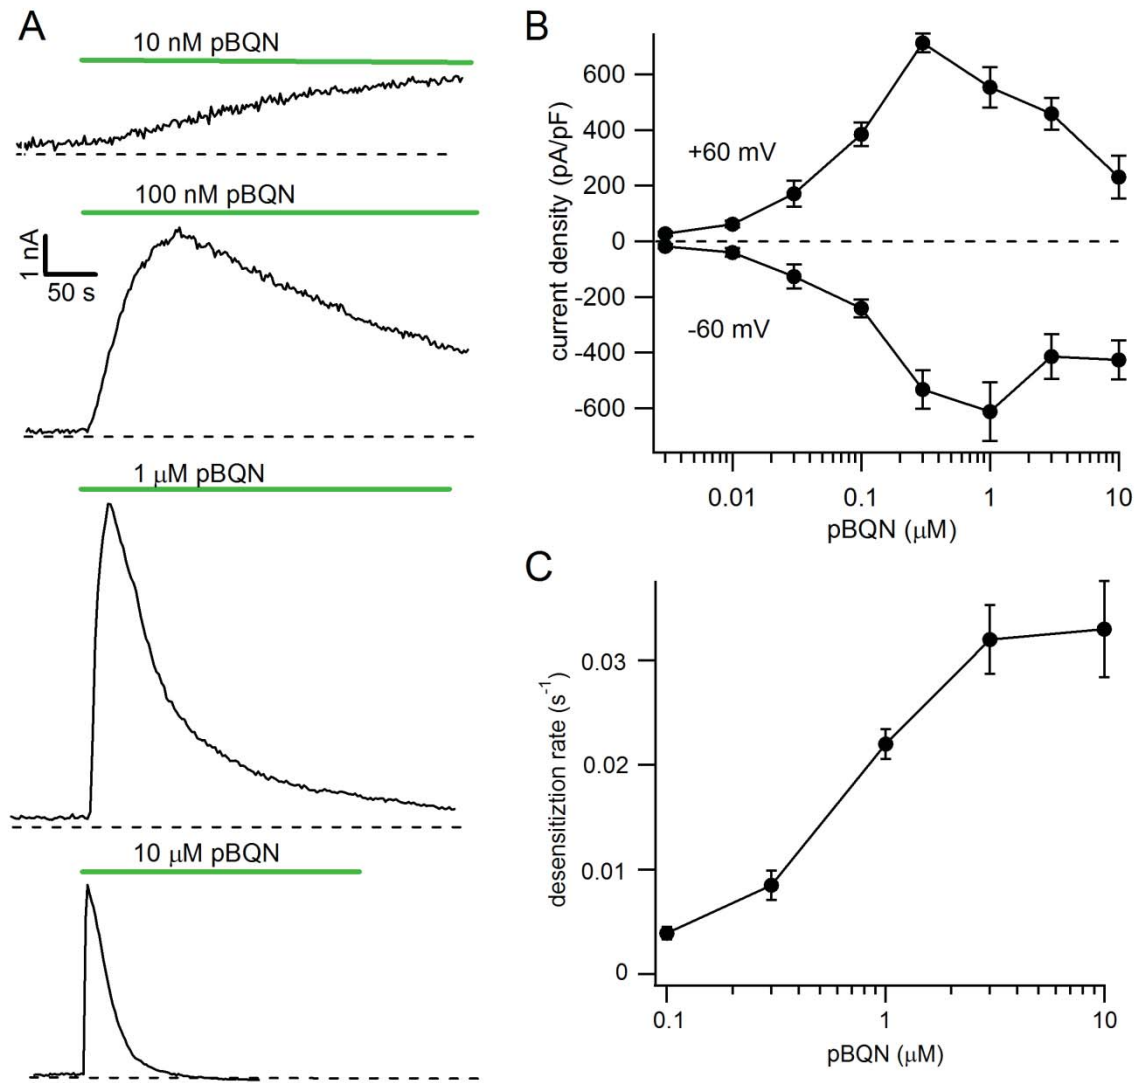 A
10 nM pBQN
100 nM pBQN
1 nA
50 s
1 μM pBQN
10 μM pBQN
B
current density (pA/pF)
600
400
200
0
-200
-400
-600
+60 mV
-60 mV
0.01
0.1
1
10
pBQN (μM)
C
desensitiztion rate (s⁻¹)
0.03
0.02
0.01
0
0.1
1
10
pBQN (μM)